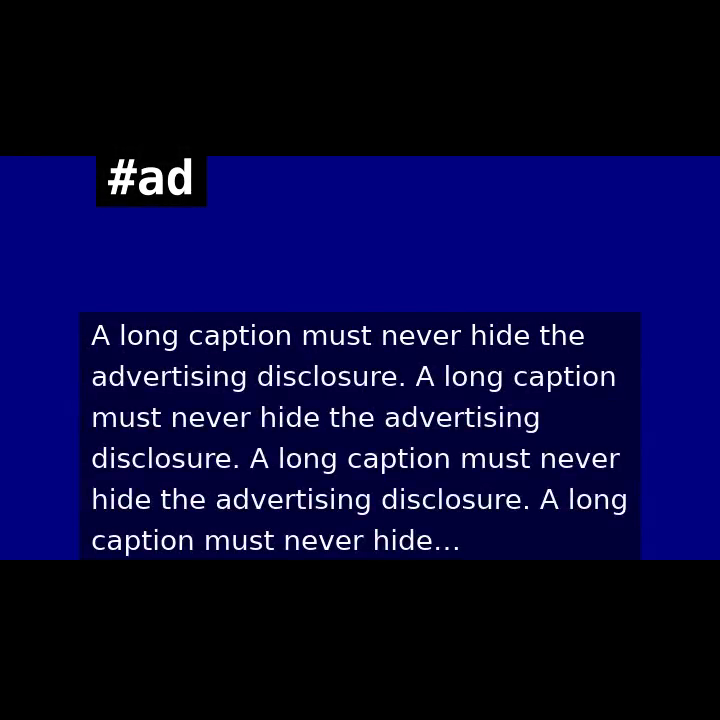 #ad
A long caption must never hide the
advertising disclosure. A long caption
must never hide the advertising
disclosure. A long caption must never
hide the advertising disclosure. A long
caption must never hide…